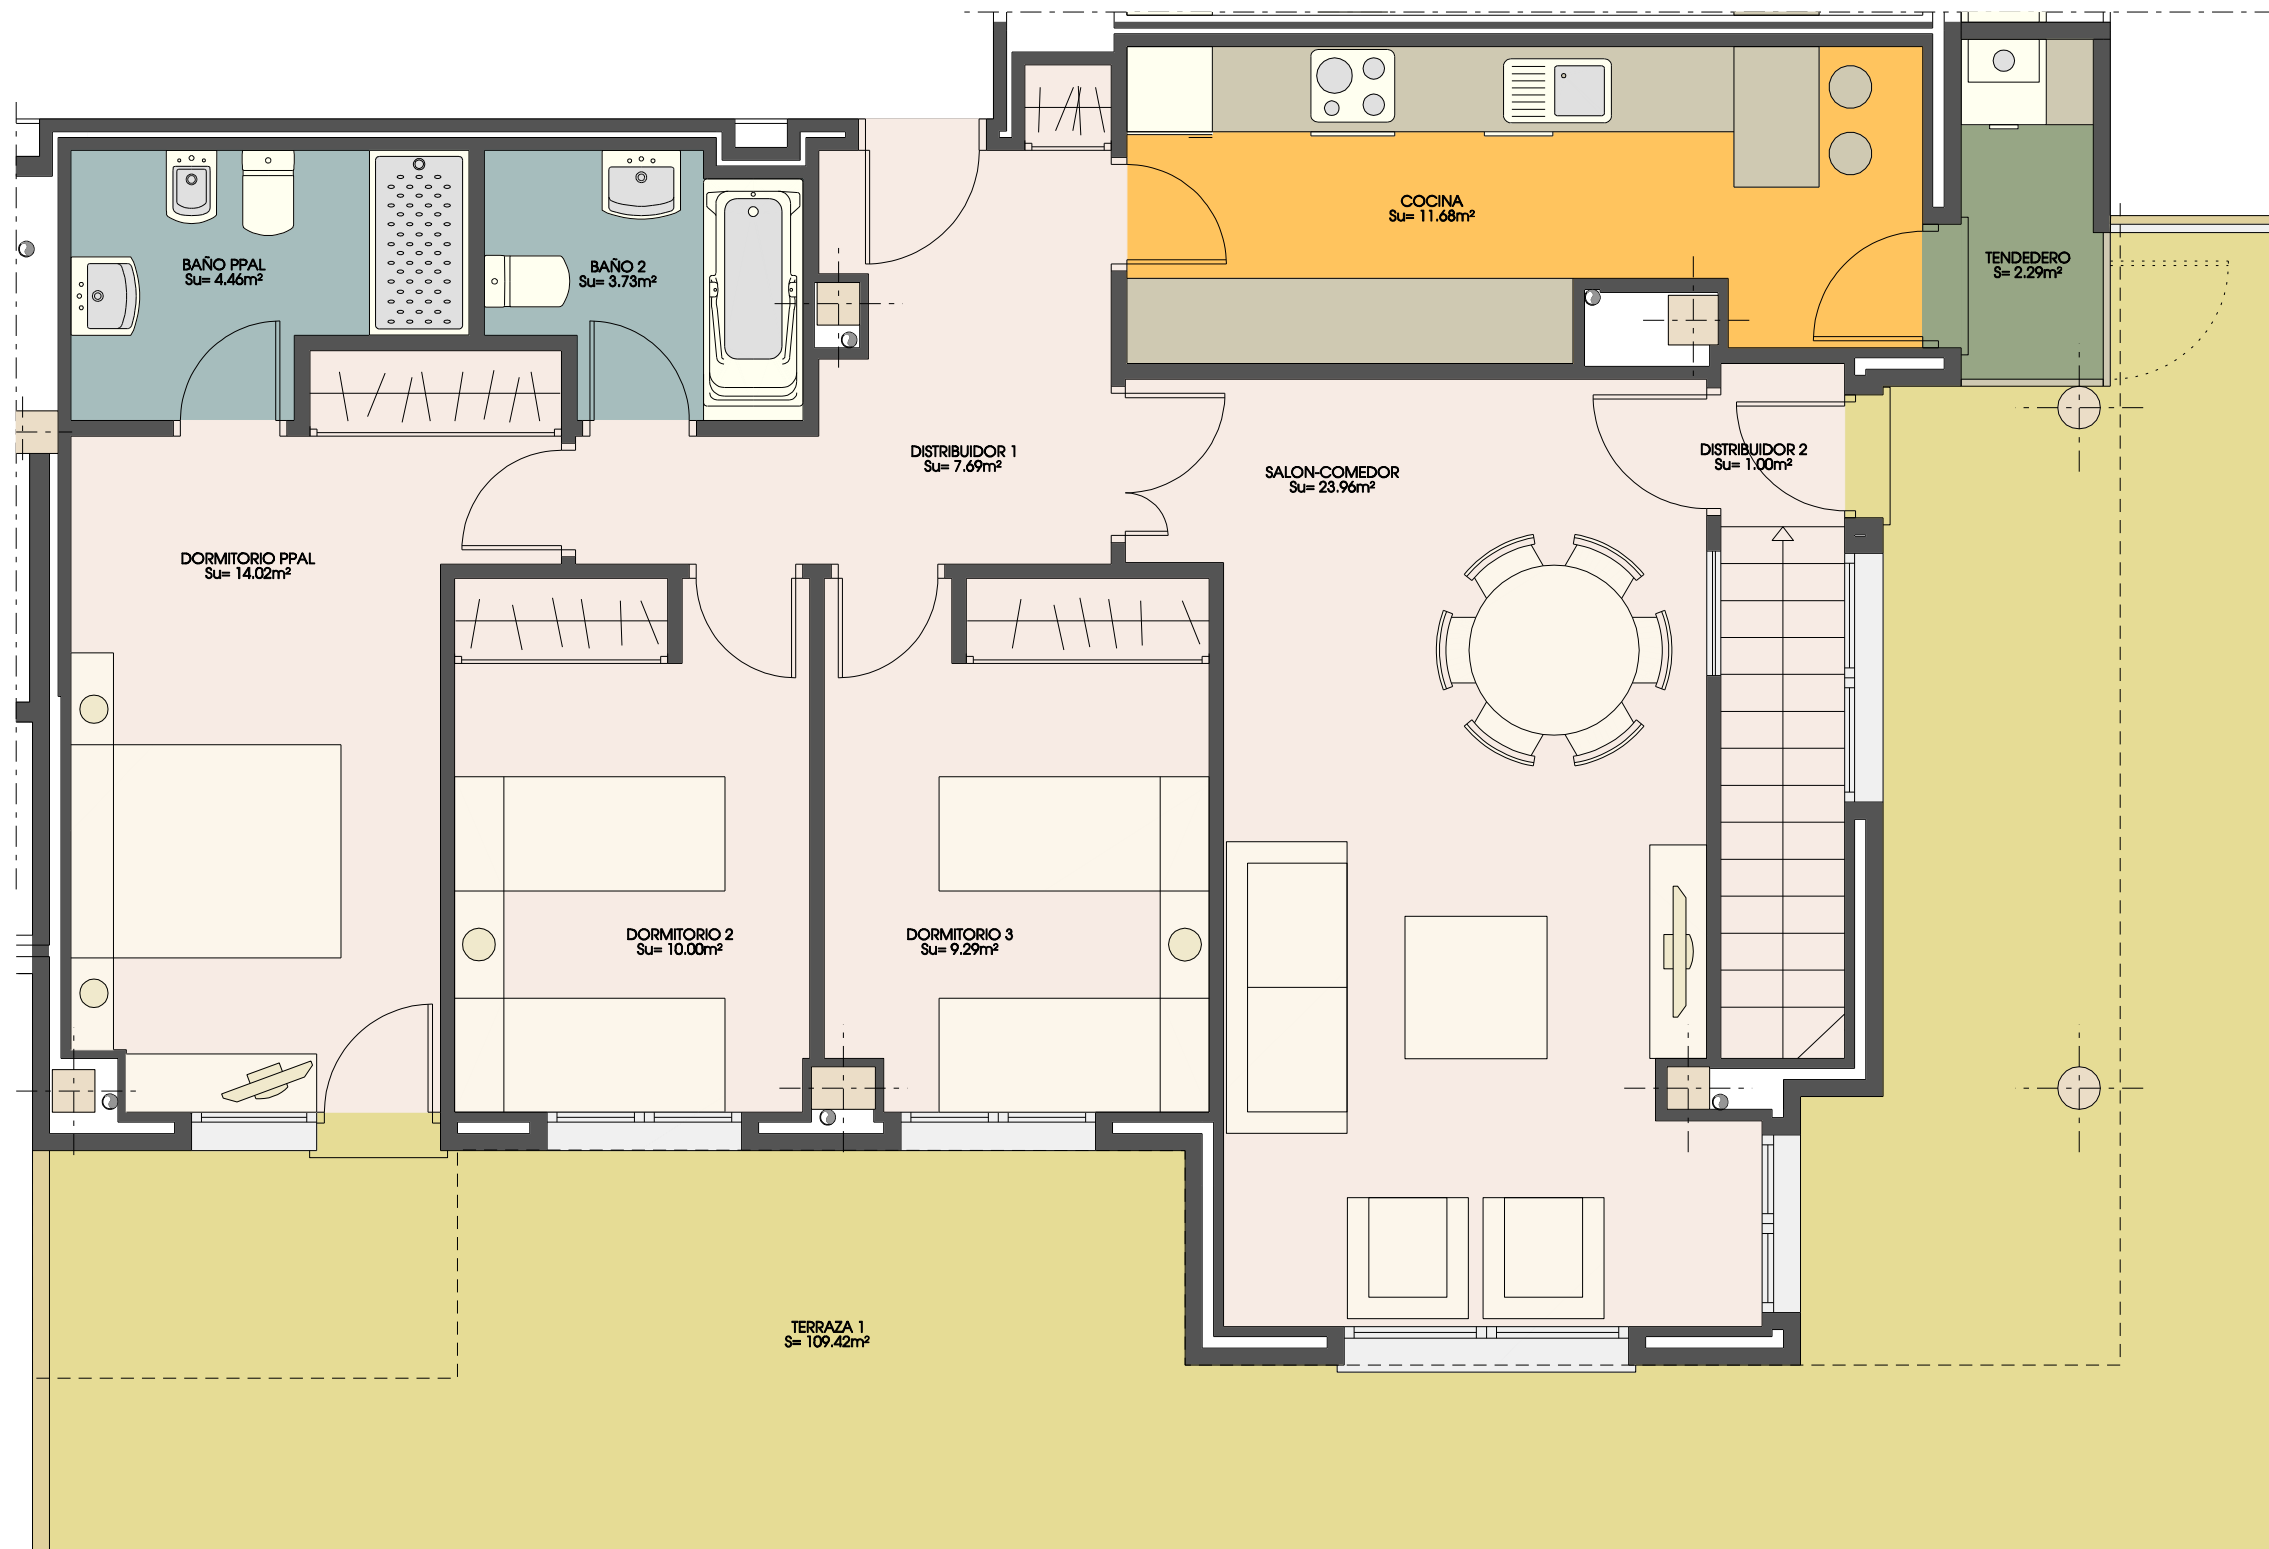 COCINA
Su= 11.68m²
BAÑO PPAL
Su= 4.46m²
BAÑO 2
Su= 3.73m²
TENDEDERO
S= 2.29m²
DISTRIBUIDOR 1
Su= 7.69m²
SALON-COMEDOR
Su= 23.96m²
DISTRIBUIDOR 2
Su= 1.00m²
DORMITORIO PPAL
Su= 14.02m²
DORMITORIO 2
Su= 10.00m²
DORMITORIO 3
Su= 9.29m²
TERRAZA 1
S= 109.42m²